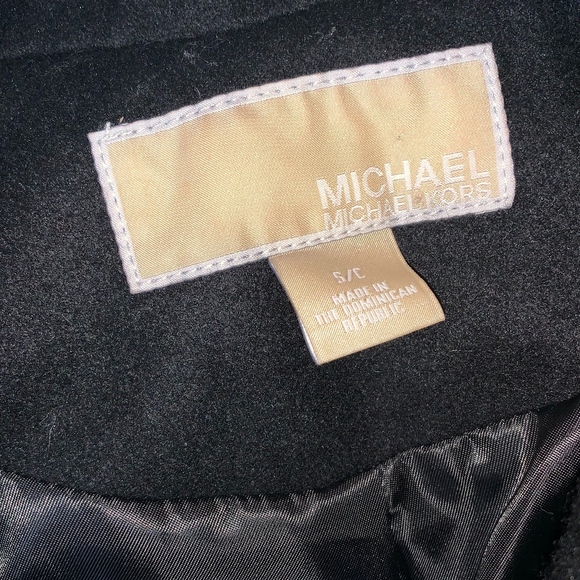 MICHAEL
MICHAEL KORS
S/C
MADE IN
THE DOMINICAN
REPUBLIC